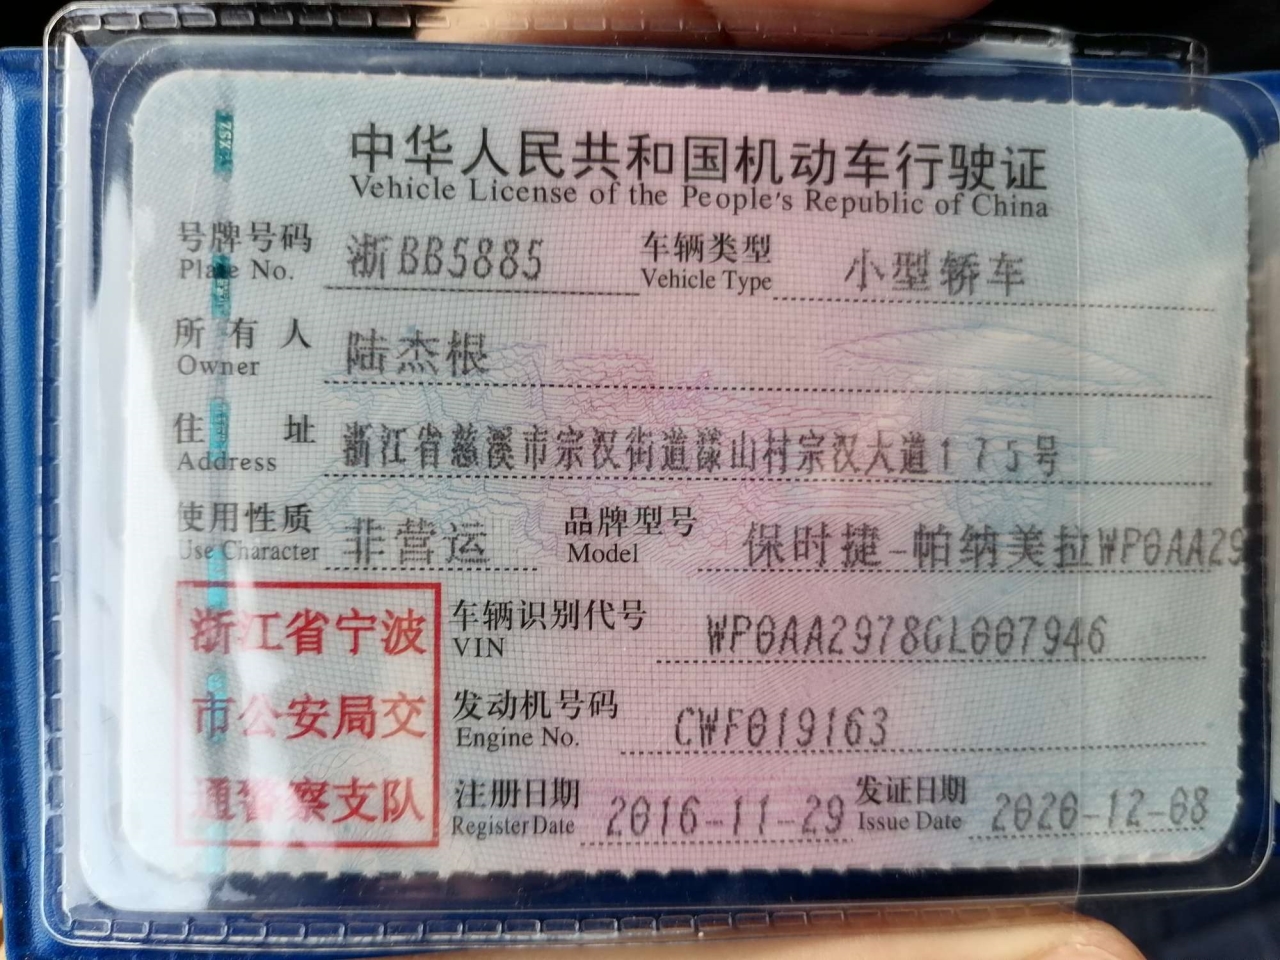 中华人民共和国机动车行驶证
Vehicle License of the People's Republic of China
号牌号码 浙BB5885 车辆类型 小型轿车
Plate No. Vehicle Type
所有人 陆杰根
Owner
住址 浙江省慈溪市宗汉街道漾山村宗汉大道175号
Address
使用性质 非营运 品牌型号 保时捷-帕纳美拉WP0AA29
Use Character Model
浙江省宁波
市公安局交
通警察支队
车辆识别代号 WP0AA2978GL007946
VIN
发动机号码 CWF019163
Engine No.
注册日期 2016-11-29 发证日期 2020-12-08
Register Date Issue Date